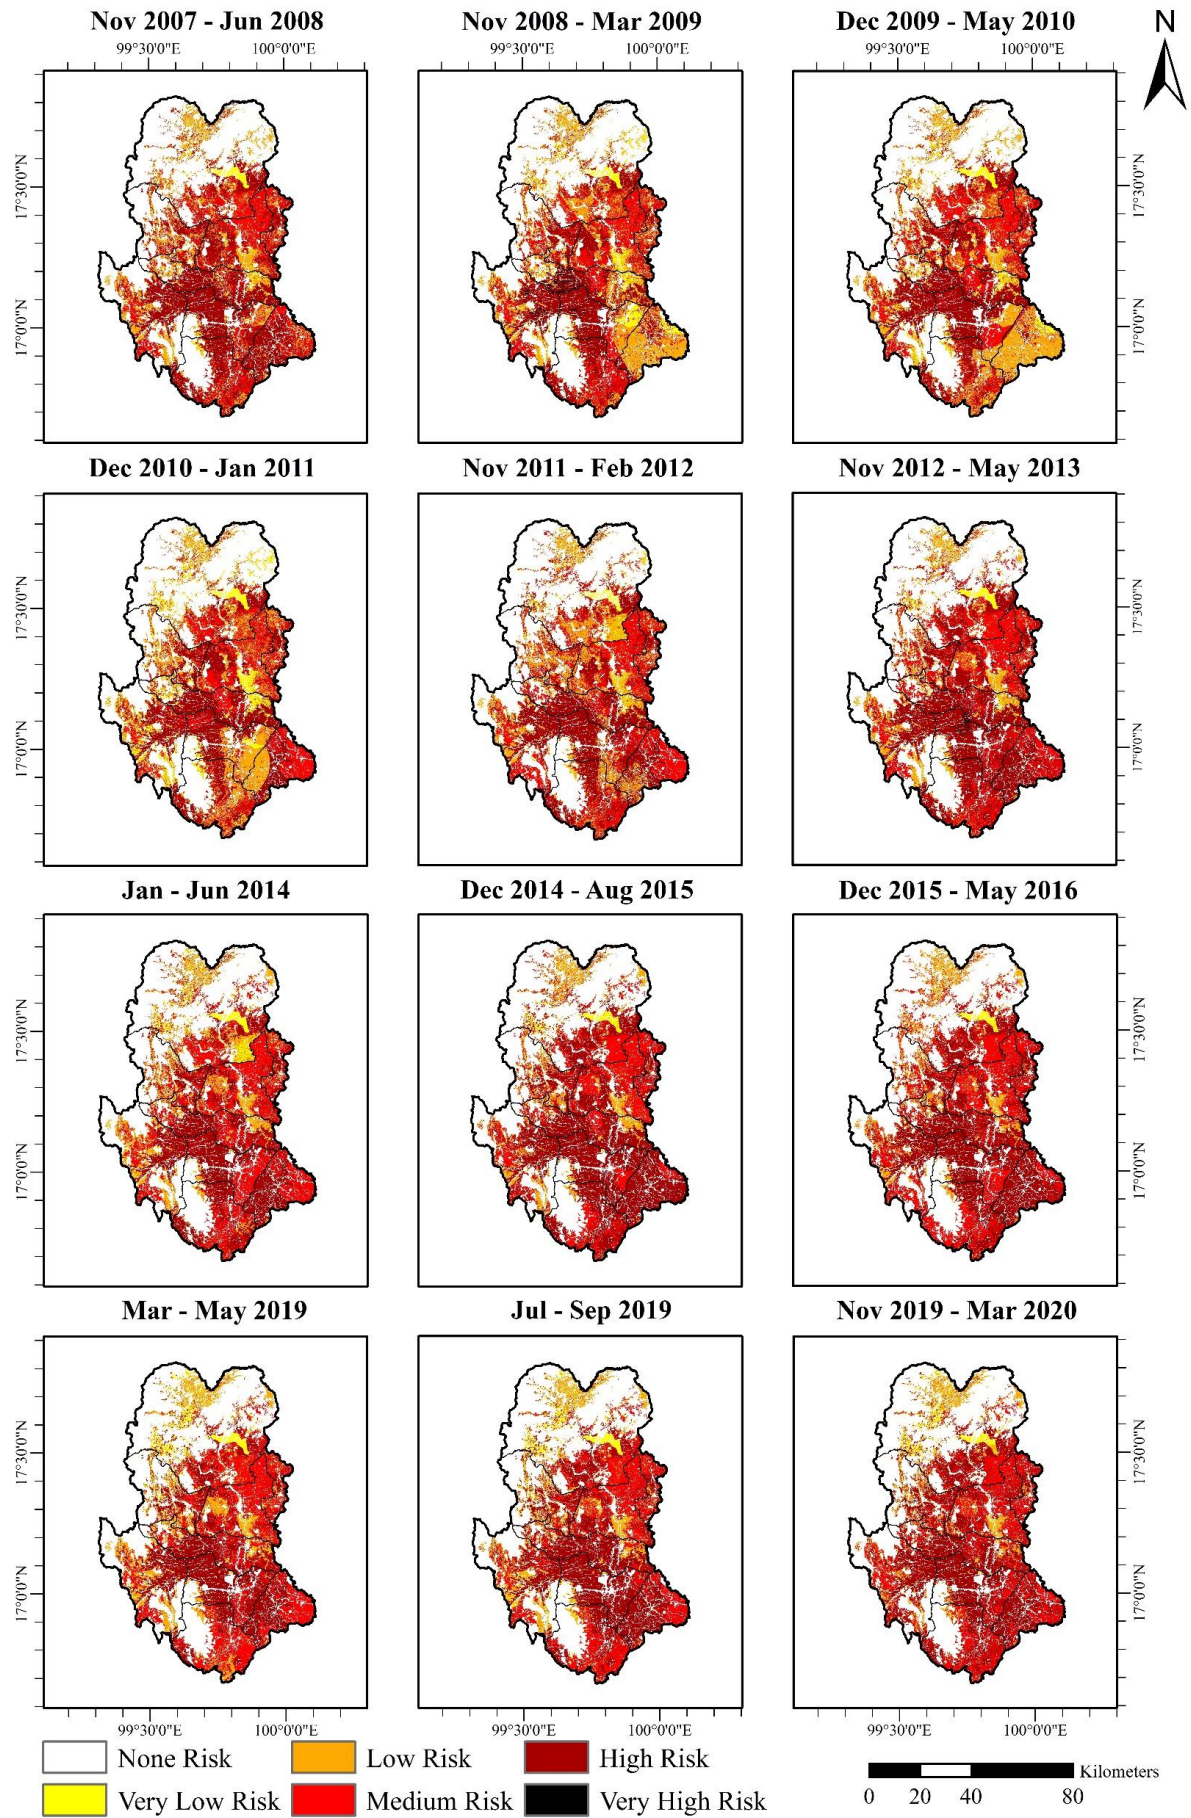 Nov 2007 - Jun 2008 Nov 2008 - Mar 2009 Dec 2009 - May 2010 N
99°30'0"E 100°0'0"E 99°30'0"E 100°0'0"E 99°30'0"E 100°0'0"E
17°30'0"N 17°30'0"N
17°0'0"N 17°0'0"N
Dec 2010 - Jan 2011 Nov 2011 - Feb 2012 Nov 2012 - May 2013
17°30'0"N 17°30'0"N
17°0'0"N 17°0'0"N
Jan - Jun 2014 Dec 2014 - Aug 2015 Dec 2015 - May 2016
17°30'0"N 17°30'0"N
17°0'0"N 17°0'0"N
Mar - May 2019 Jul - Sep 2019 Nov 2019 - Mar 2020
17°30'0"N 17°30'0"N
17°0'0"N 17°0'0"N
99°30'0"E 100°0'0"E 99°30'0"E 100°0'0"E 99°30'0"E 100°0'0"E
None Risk Low Risk High Risk Kilometers
Very Low Risk Medium Risk Very High Risk 0 20 40 80